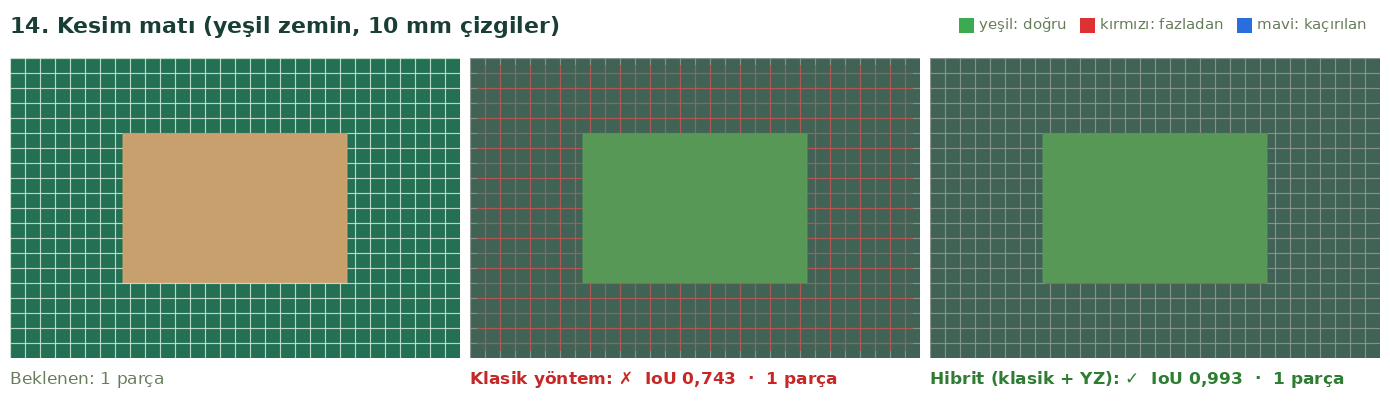 14. Kesim matı (yeşil zemin, 10 mm çizgiler)
yeşil: doğru kırmızı: fazladan mavi: kaçırılan
Beklenen: 1 parça
Klasik yöntem: ✗ IoU 0,743 · 1 parça
Hibrit (klasik + YZ): ✓ IoU 0,993 · 1 parça